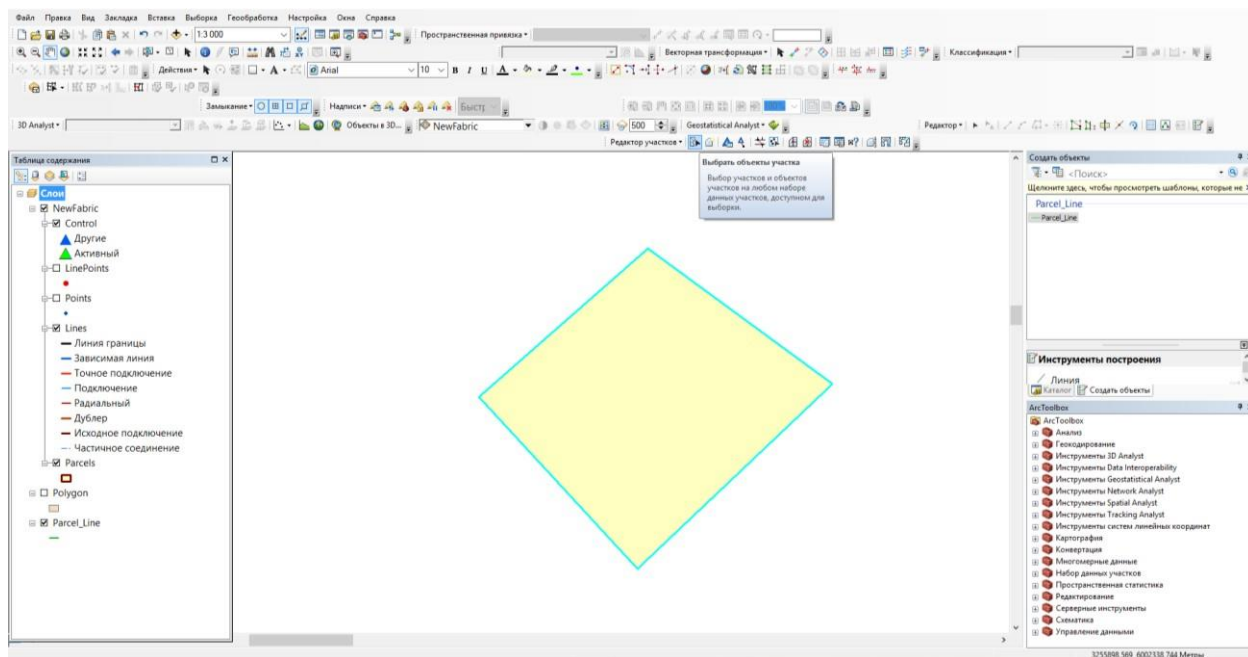 Файл Правка Вид Закладка Вставка Выборка Геообработка Настройка Окна Справка
1:3 000 Пространственная привязка
Векторная трансформация Классификация
Действия A Arial 10 B I U A
Замыкание Надписи Быстр
3D Analyst Объекты в 3D... NewFabric 500 Geostatistical Analyst Редактор
Редактор участков
Выбрать объекты участка
Выбор участков и объектов
участков на любом наборе
данных участков, доступном для
выборки.
Таблица содержания
Слои
NewFabric
Control
Другие
Активный
LinePoints
Points
Lines
Линия границы
Зависимая линия
Точное подключение
Подключение
Радиальный
Дублер
Исходное подключение
Частичное соединение
Parcels
Polygon
Parcel_Line
Создать объекты
<Поиск>
Щелкните здесь, чтобы просмотреть шаблоны, которые не
Parcel_Line
Parcel_Line
Инструменты построения
Линия
Каталог Создать объекты
ArcToolbox
ArcToolbox
Анализ
Геокодирование
Инструменты 3D Analyst
Инструменты Data Interoperability
Инструменты Geostatistical Analyst
Инструменты Network Analyst
Инструменты Spatial Analyst
Инструменты Tracking Analyst
Инструменты систем линейных координат
Картография
Конвертация
Многомерные данные
Набор данных участков
Пространственная статистика
Редактирование
Серверные инструменты
Схематика
Управление данными
3255898,569 6002338,744 Метры